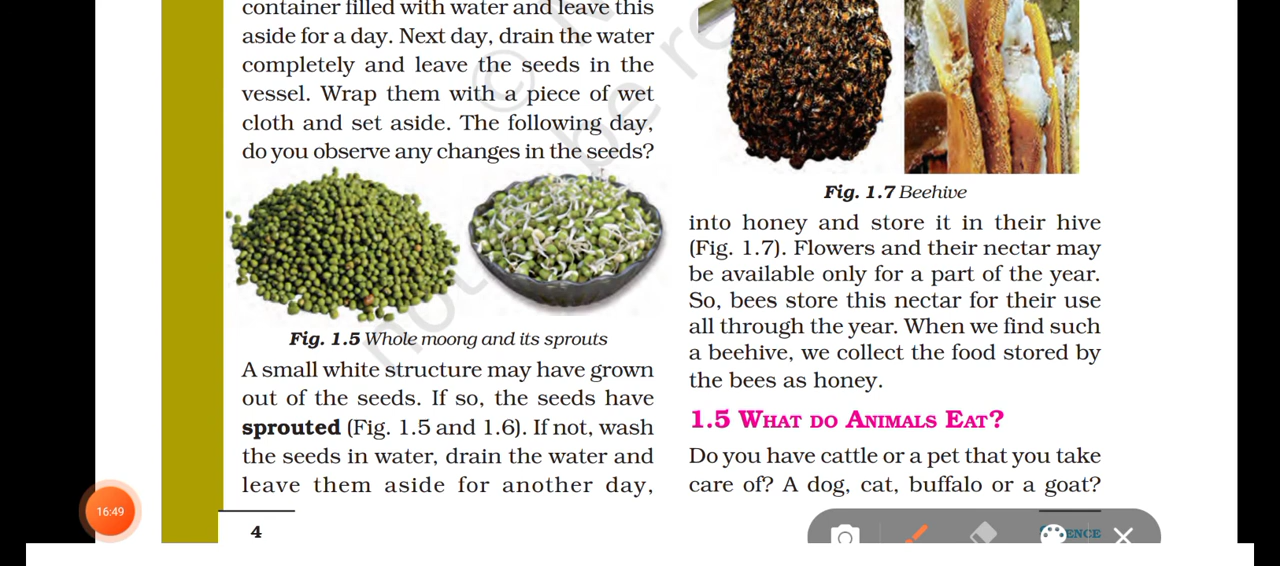 container filled with water and leave this
aside for a day. Next day, drain the water
completely and leave the seeds in the
vessel. Wrap them with a piece of wet
cloth and set aside. The following day,
do you observe any changes in the seeds?
Fig. 1.5 Whole moong and its sprouts
A small white structure may have grown
out of the seeds. If so, the seeds have
sprouted (Fig. 1.5 and 1.6). If not, wash
the seeds in water, drain the water and
leave them aside for another day,
4
Fig. 1.7 Beehive
into honey and store it in their hive
(Fig. 1.7). Flowers and their nectar may
be available only for a part of the year.
So, bees store this nectar for their use
all through the year. When we find such
a beehive, we collect the food stored by
the bees as honey.
1.5 WHAT DO ANIMALS EAT?
Do you have cattle or a pet that you take
care of? A dog, cat, buffalo or a goat?
16:49
© 
be re